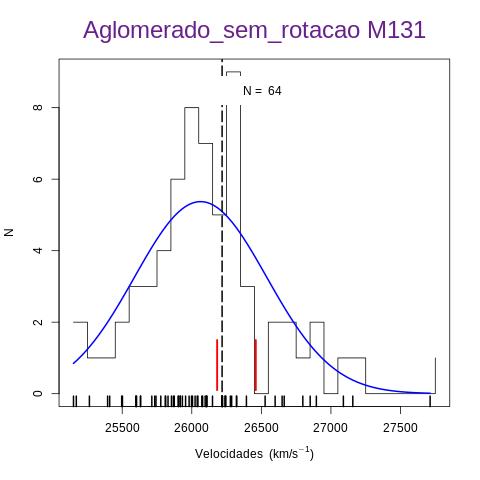 Aglomerado_sem_rotacao M131
N = 64
N
8
6
4
2
0
25500 26000 26500 27000 27500
Velocidades (km/s⁻¹)